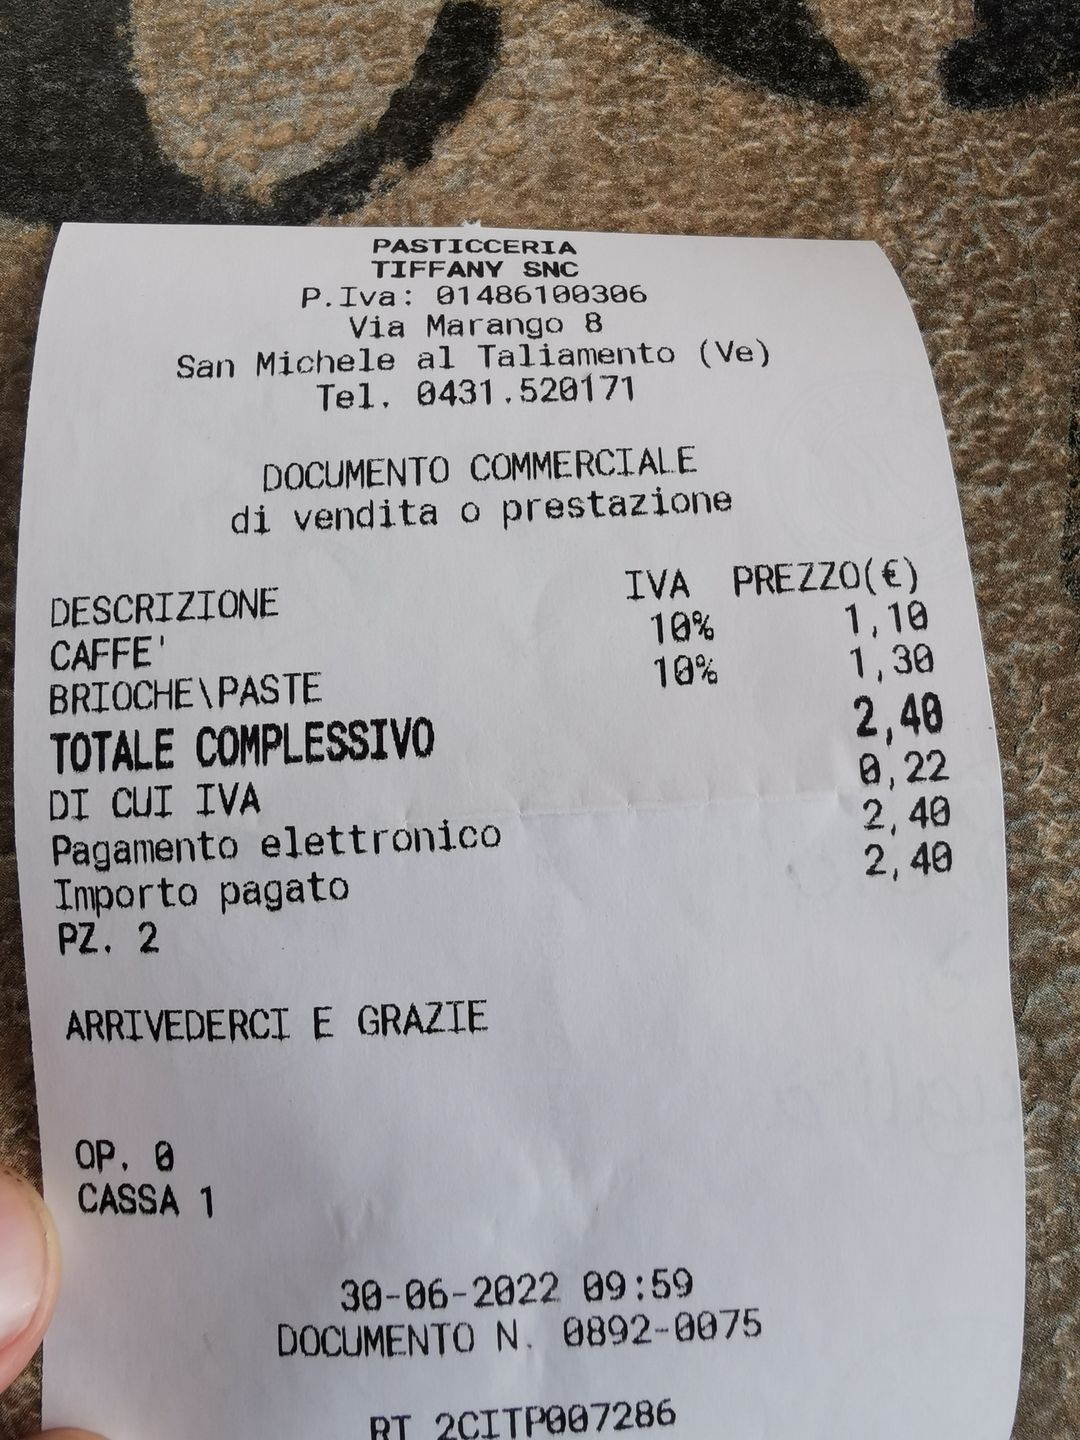 PASTICCERIA
TIFFANY SNC
P.Iva: 01486100306
Via Marango 8
San Michele al Taliamento (Ve)
Tel. 0431.520171
DOCUMENTO COMMERCIALE
di vendita o prestazione
DESCRIZIONE IVA PREZZO(€)
CAFFE' 10% 1,10
BRIOCHE\PASTE 10% 1,30
TOTALE COMPLESSIVO 2,40
DI CUI IVA 0,22
Pagamento elettronico 2,40
Importo pagato 2,40
PZ. 2
ARRIVEDERCI E GRAZIE
OP. 0
CASSA 1
30-06-2022 09:59
DOCUMENTO N. 0892-0075
RT 2CITP007286